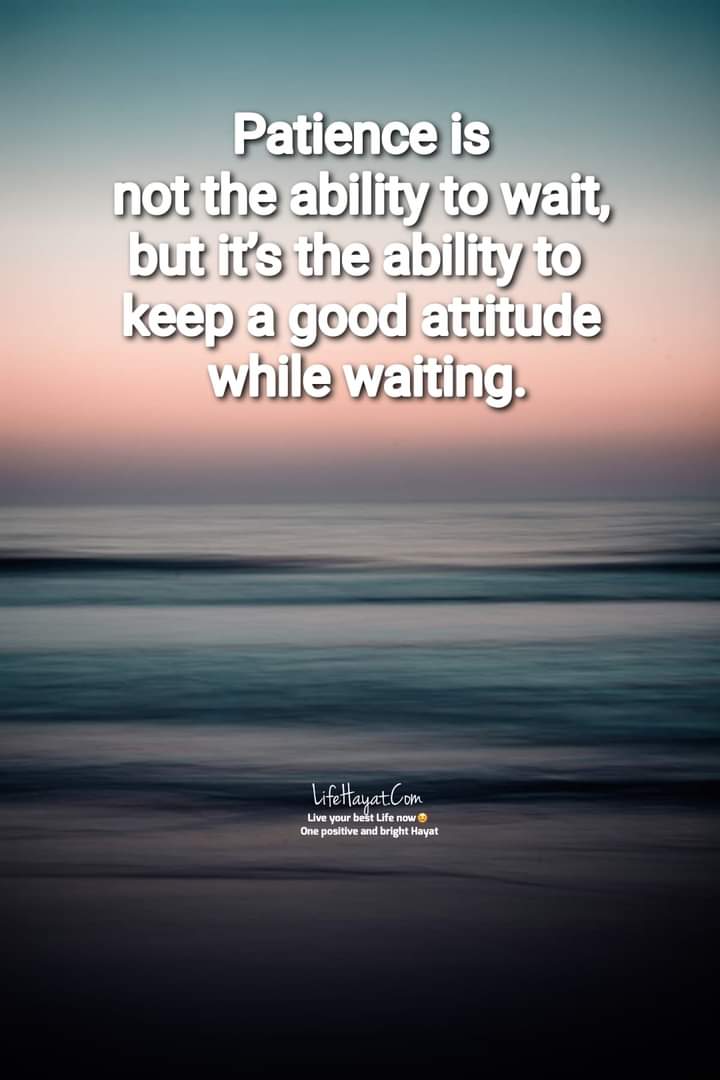 Patience is
not the ability to wait,
but it's the ability to
keep a good attitude
while waiting.
LifeHayat.Com
Live your best Life now🥹
One positive and bright Hayat